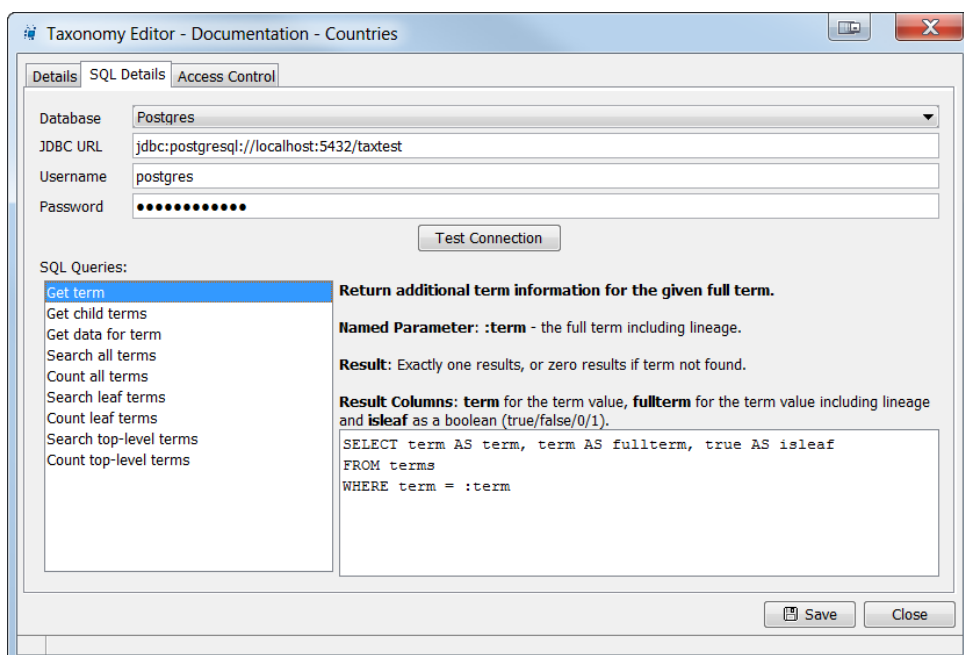 Taxonomy Editor - Documentation - Countries
Details SQL Details Access Control
Database Postgres
JDBC URL jdbc:postgresql://localhost:5432/taxtest
Username postgres
Password ●●●●●●●●●●●●
Test Connection
SQL Queries:
Get term
Get child terms
Get data for term
Search all terms
Count all terms
Search leaf terms
Count leaf terms
Search top-level terms
Count top-level terms
Return additional term information for the given full term.
Named Parameter: :term - the full term including lineage.
Result: Exactly one results, or zero results if term not found.
Result Columns: term for the term value, fullterm for the term value including lineage
and isleaf as a boolean (true/false/0/1).
SELECT term AS term, term AS fullterm, true AS isleaf
FROM terms
WHERE term = :term
Save Close